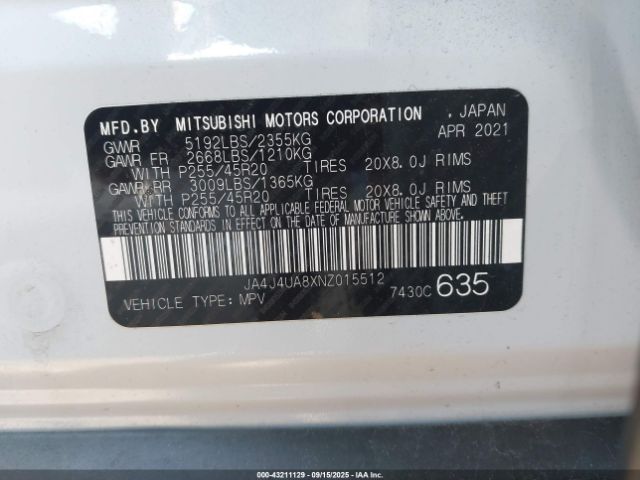 MFD.BY MITSUBISHI MOTORS CORPORATION , JAPAN
GVWR 5192LBS/2355KG APR 2021
GAWR FR 2668LBS/1210KG
WITH P255/45R20 TIRES 20X8.0J RIMS
GAWR RR 3009LBS/1365KG
WITH P255/45R20 TIRES 20X8.0J RIMS
THIS VEHICLE CONFORMS TO ALL APPLICABLE FEDERAL MOTOR VEHICLE SAFETY AND THEFT
PREVENTION STANDARDS IN EFFECT ON THE DATE OF MANUFACTURE SHOWN ABOVE.
JA4J4UA8XNZ015512
VEHICLE TYPE: MPV 7430C 635
000-43211129 - 09/15/2025 - IAAI.COM